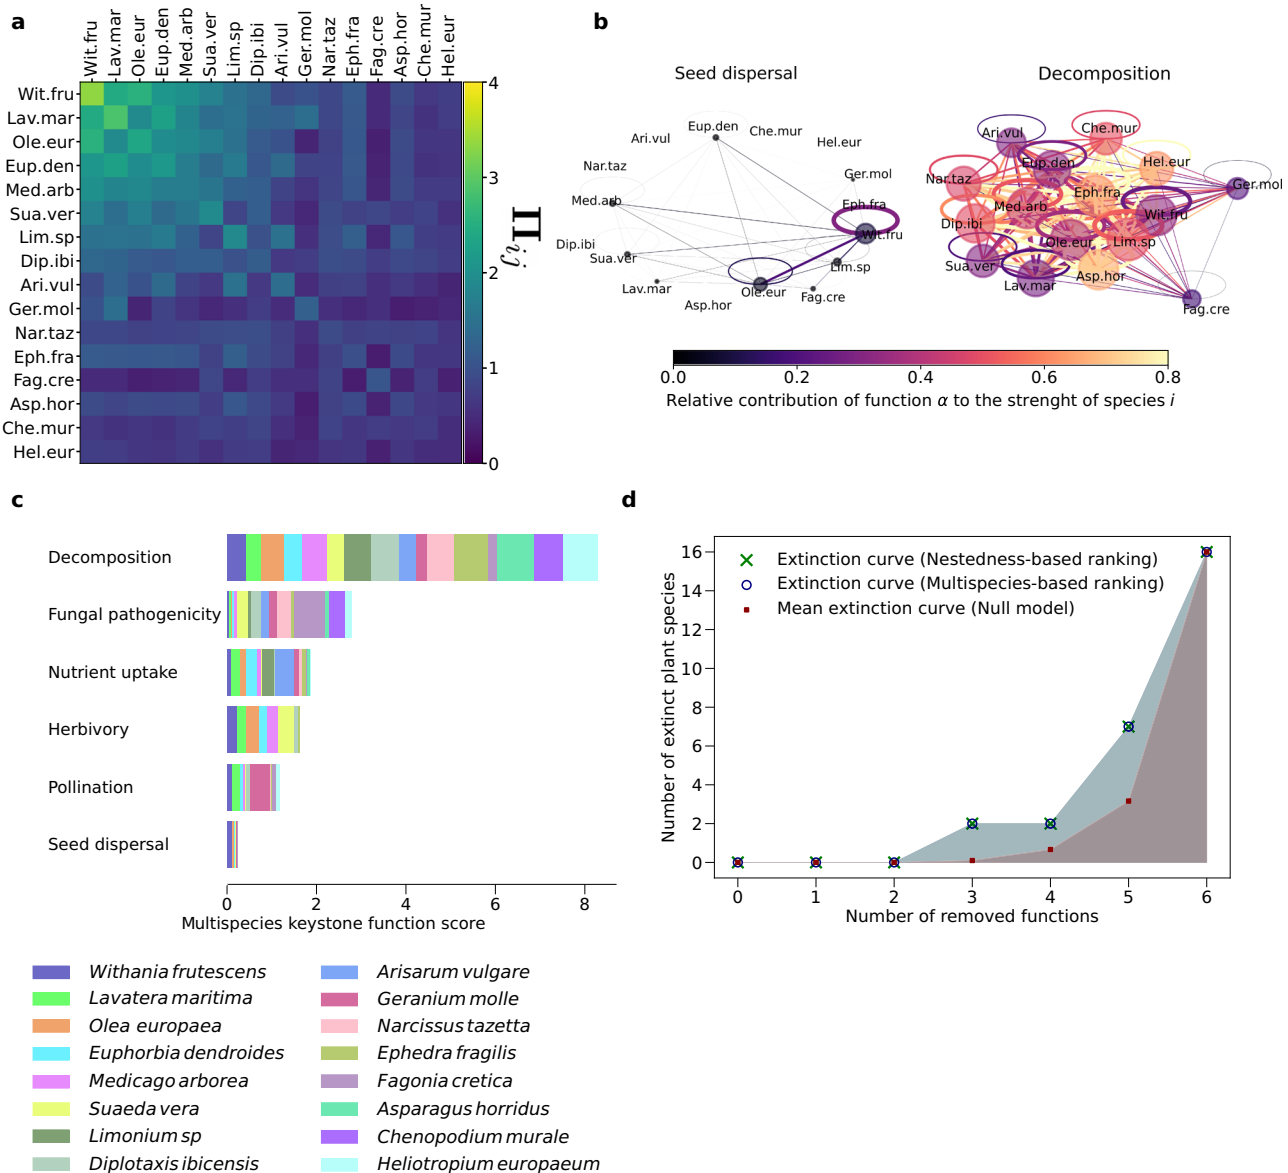 a
Wit.fru Lav.mar Ole.eur Eup.den Med.arb Sua.ver Lim.sp Dip.ibi Ari.vul Ger.mol Nar.taz Eph.fra Fag.cre Asp.hor Che.mur Hel.eur
Wit.fru
Lav.mar
Ole.eur
Eup.den
Med.arb
Sua.ver
Lim.sp
Dip.ibi
Ari.vul
Ger.mol
Nar.taz
Eph.fra
Fag.cre
Asp.hor
Che.mur
Hel.eur
4
3
2
1
0
Π_ij
b
Seed dispersal
Eup.den
Che.mur
Ari.vul
Hel.eur
Nar.taz
Ger.mol
Med.arb
Eph.fra
Wit.fru
Dip.ibi
Sua.ver
Lim.sp
Lav.mar
Ole.eur
Fag.cre
Asp.hor
Decomposition
Ari.vul
Che.mur
Eup.den
Hel.eur
Nar.taz
Ger.mol
Eph.fra
Med.arb
Wit.fru
Dip.ibi
Ole.eur
Lim.sp
Sua.ver
Asp.hor
Lav.mar
Fag.cre
0.0 0.2 0.4 0.6 0.8
Relative contribution of function α to the strenght of species i
c
Decomposition
Fungal pathogenicity
Nutrient uptake
Herbivory
Pollination
Seed dispersal
0 2 4 6 8
Multispecies keystone function score
Withania frutescens
Lavatera maritima
Olea europaea
Euphorbia dendroides
Medicago arborea
Suaeda vera
Limonium sp
Diplotaxis ibicensis
Arisarum vulgare
Geranium molle
Narcissus tazetta
Ephedra fragilis
Fagonia cretica
Asparagus horridus
Chenopodium murale
Heliotropium europaeum
d
Extinction curve (Nestedness-based ranking)
Extinction curve (Multispecies-based ranking)
Mean extinction curve (Null model)
Number of extinct plant species
16
14
12
10
8
6
4
2
0
0 1 2 3 4 5 6
Number of removed functions